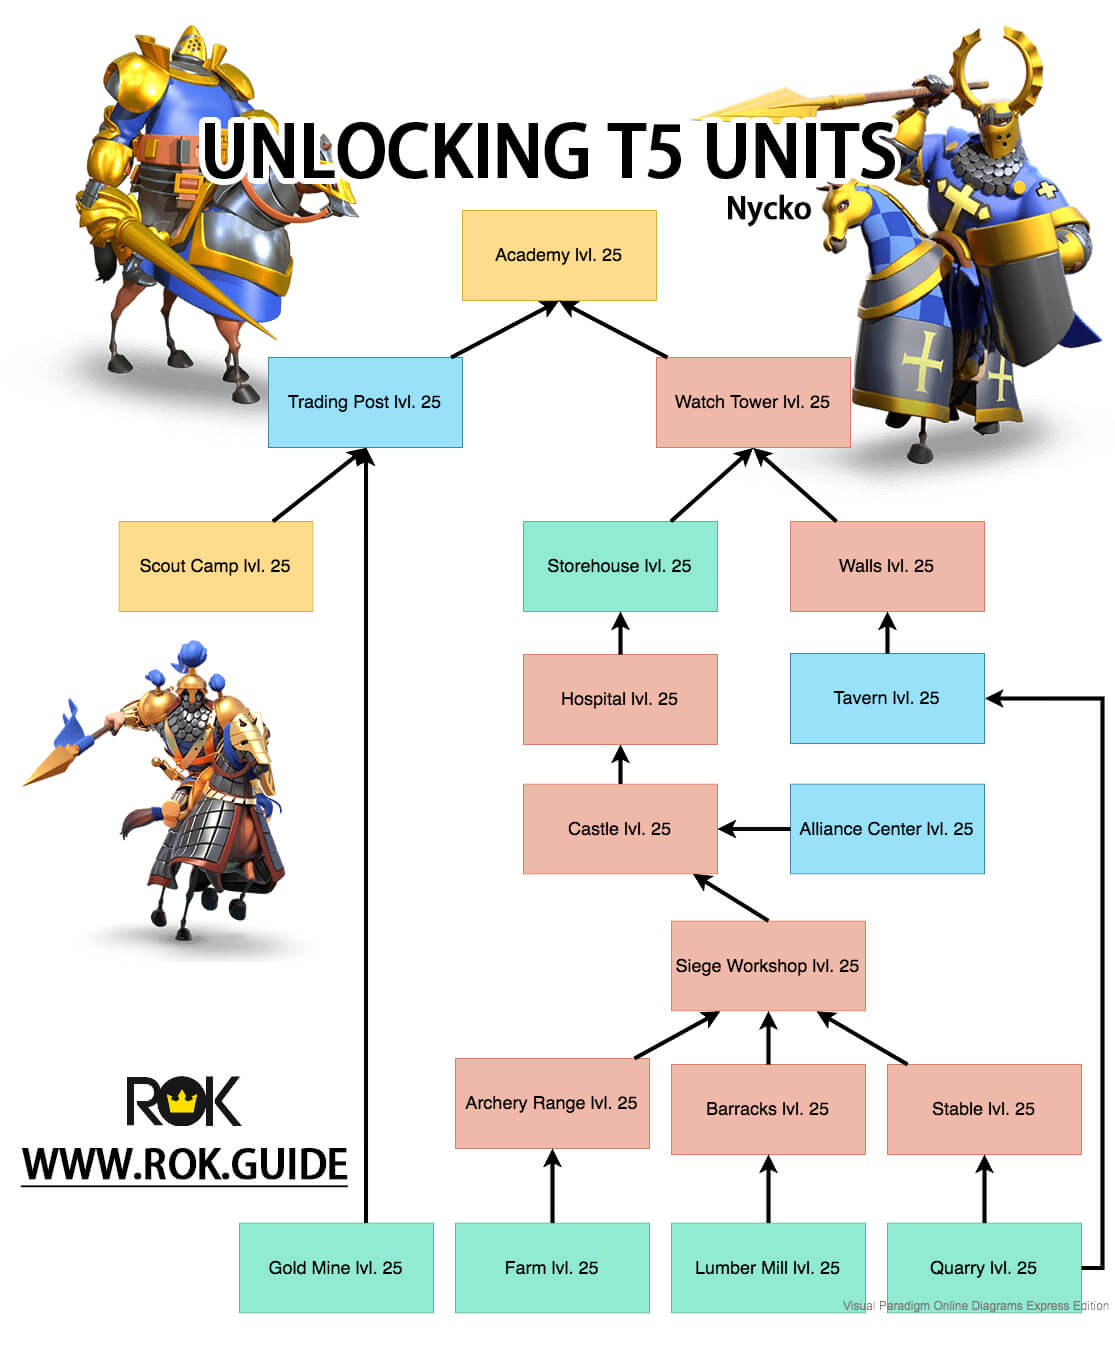 UNLOCKING T5 UNITS
Nycko
Academy lvl. 25
Trading Post lvl. 25
Watch Tower lvl. 25
Scout Camp lvl. 25
Storehouse lvl. 25
Walls lvl. 25
Hospital lvl. 25
Tavern lvl. 25
Castle lvl. 25
Alliance Center lvl. 25
Siege Workshop lvl. 25
Archery Range lvl. 25
Barracks lvl. 25
Stable lvl. 25
ROK
WWW.ROK.GUIDE
Gold Mine lvl. 25
Farm lvl. 25
Lumber Mill lvl. 25
Quarry lvl. 25
Visual Paradigm Online Diagrams Express Edition